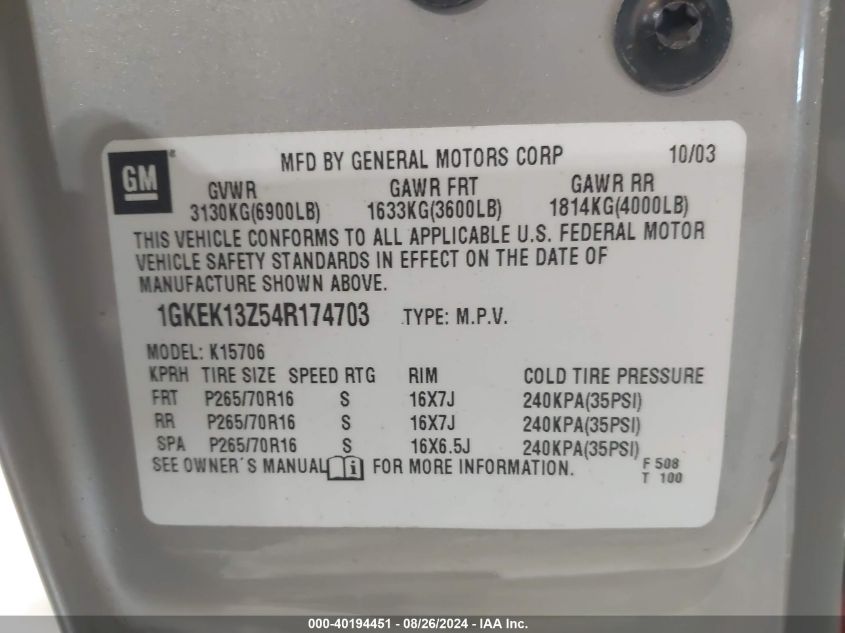 GM ® MFD BY GENERAL MOTORS CORP 10/03
GVWR GAWR FRT GAWR RR
3130KG(6900LB) 1633KG(3600LB) 1814KG(4000LB)
THIS VEHICLE CONFORMS TO ALL APPLICABLE U.S. FEDERAL MOTOR
VEHICLE SAFETY STANDARDS IN EFFECT ON THE DATE OF
MANUFACTURE SHOWN ABOVE.
1GKEK13Z54R174703 TYPE: M.P.V.
MODEL: K15706
KPRH TIRE SIZE SPEED RTG RIM COLD TIRE PRESSURE
FRT P265/70R16 S 16X7J 240KPA(35PSI)
RR P265/70R16 S 16X7J 240KPA(35PSI)
SPA P265/70R16 S 16X6.5J 240KPA(35PSI)
SEE OWNER'S MANUAL i FOR MORE INFORMATION. F 508
T 100
000-40194451 - 08/26/2024 - IAA Inc.